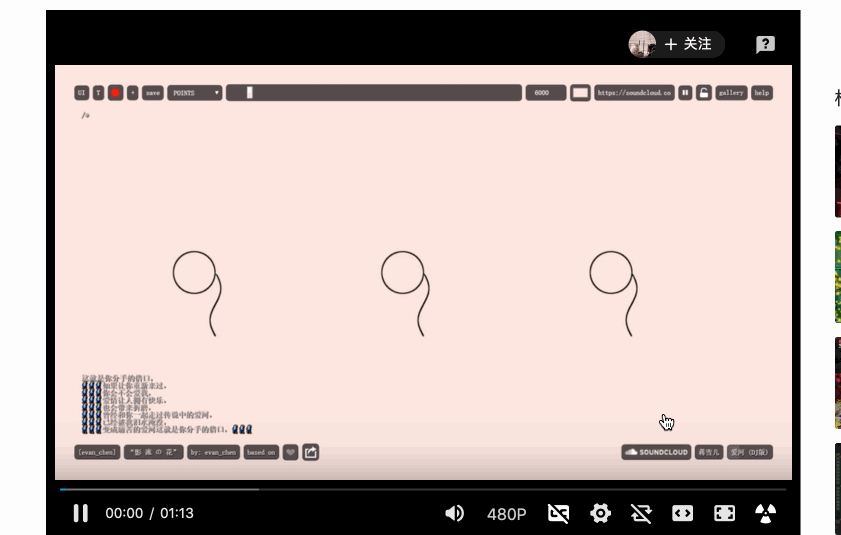 + 关注
UI T + save POINTS 6000 https://soundcloud.co gallery help
这就是你分手的借口,
如果让你重新来过,
你会不会爱我,
爱情让人拥有快乐,
也会带来折磨,
曾经和你一起走过传说中的爱河,
已经被我泪水淹没,
变成痛苦的爱河这就是你分手的借口,
[evan_chen] "影 流 の 花" by: evan_chen based on SOUNDCLOUD 蒋雪儿 爱河 (DJ版)
00:00 / 01:13 480P